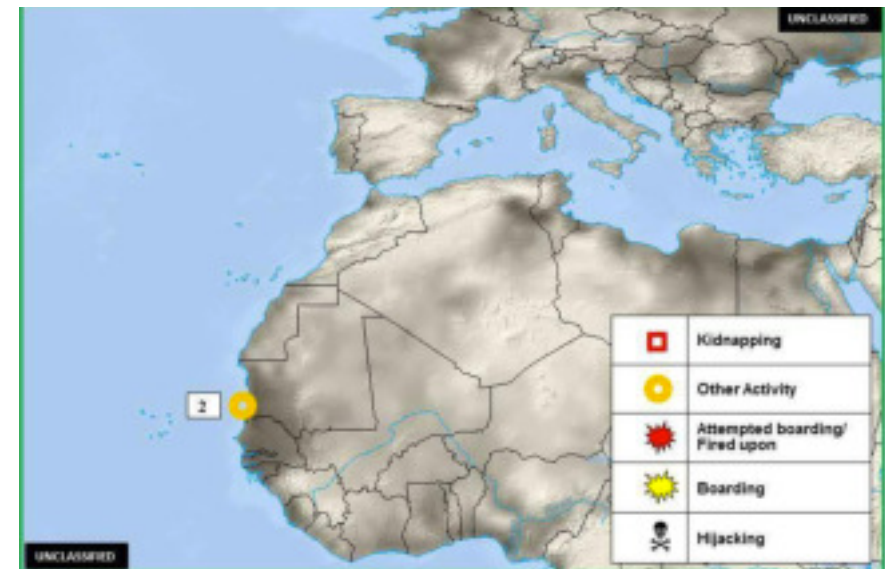 UNCLASSIFIED
2
Kidnapping
Other Activity
Attempted boarding/
Fired upon
Boarding
Hijacking
UNCLASSIFIED